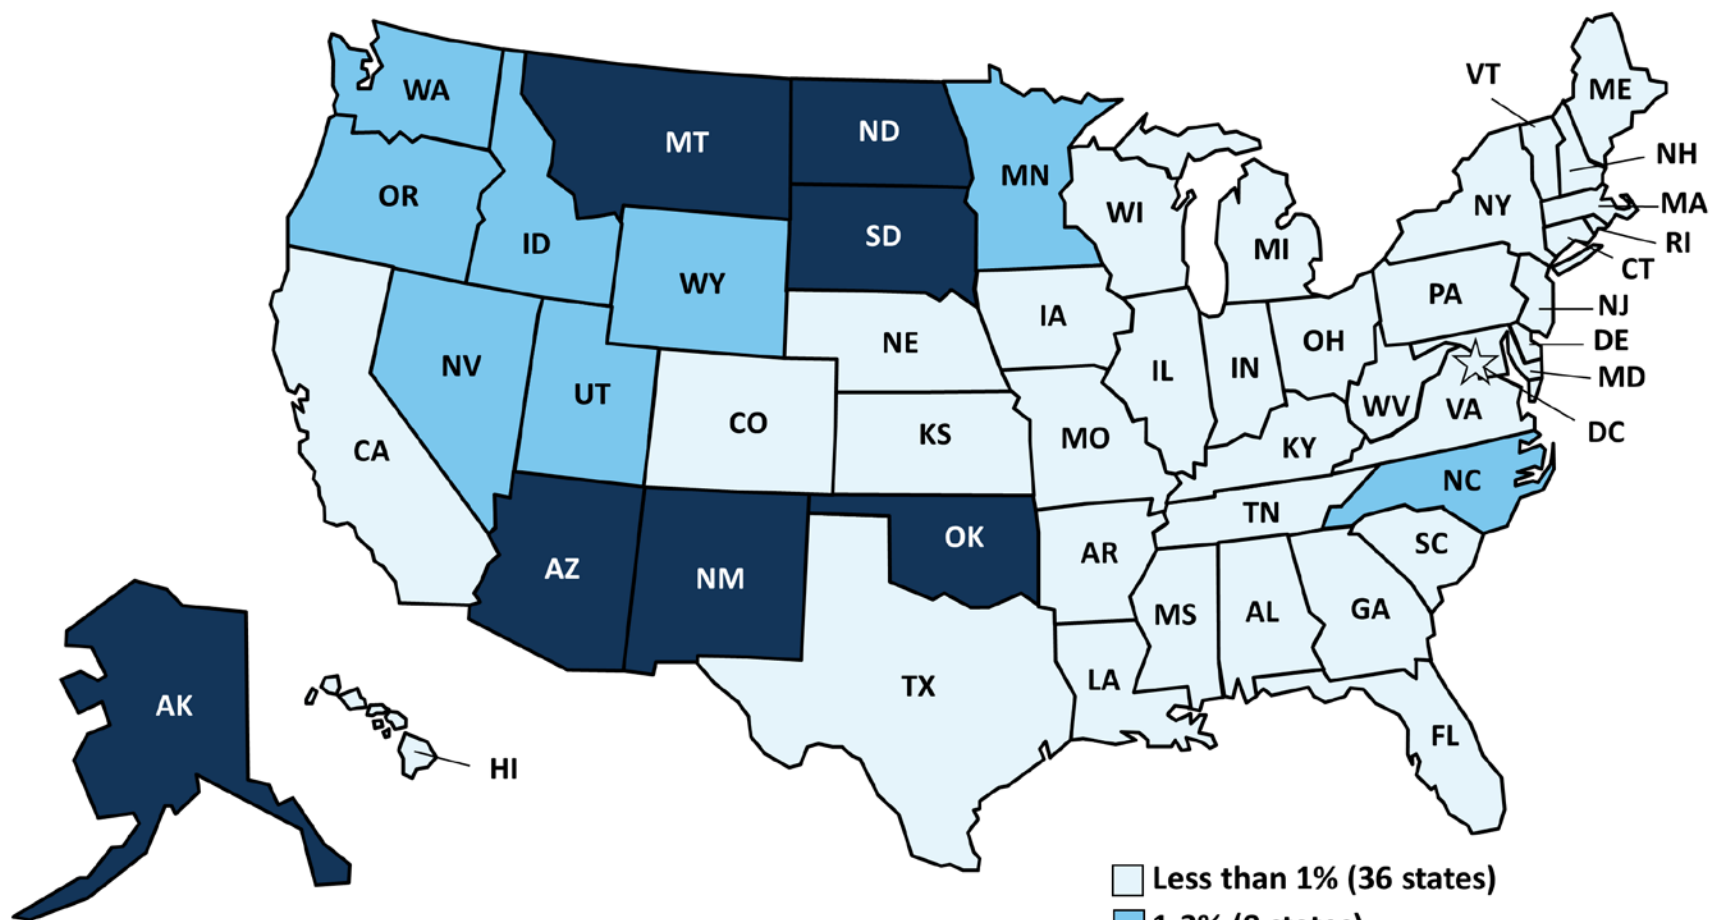 VT
ME
WA
MT
ND
MN
NH
OR
WI
NY
MA
ID
SD
MI
RI
CT
WY
PA
NJ
IA
NE
OH
DE
NV
IL
IN
MD
UT
CO
KS
MO
WV
VA
DC
CA
KY
NC
TN
OK
SC
AZ
NM
AR
MS
AL
GA
TX
LA
AK
FL
HI
Less than 1% (36 states)